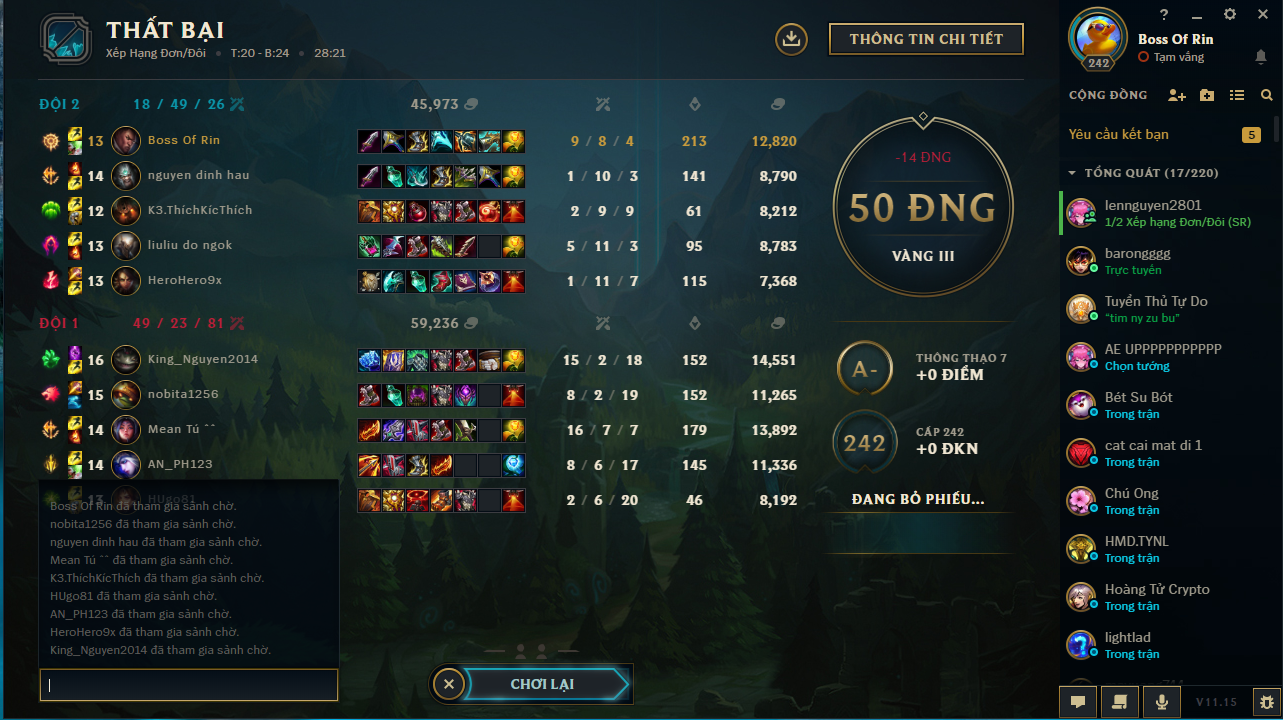 THẤT BẠI
Xếp Hạng Đơn/Đôi • T:20 - B:24 • 28:21
THÔNG TIN CHI TIẾT
ĐỘI 2 18 / 49 / 26 45,973
13 Boss Of Rin 9 / 8 / 4 213 12,820
14 nguyen dinh hau 1 / 10 / 3 141 8,790
12 K3.ThíchKícThích 2 / 9 / 9 61 8,212
13 liuliu do ngok 5 / 11 / 3 95 8,783
13 HeroHero9x 1 / 11 / 7 115 7,368
ĐỘI 1 49 / 23 / 81 59,236
16 King_Nguyen2014 15 / 2 / 18 152 14,551
15 nobita1256 8 / 2 / 19 152 11,265
14 Mean Tú ˆˆ 16 / 7 / 7 179 13,892
14 AN_PH123 8 / 6 / 17 145 11,336
13 HUgo81 2 / 6 / 20 46 8,192
-14 ĐNG
50 ĐNG
VÀNG III
A-
THÔNG THẠO 7
+0 ĐIỂM
242
CẤP 242
+0 ĐKN
ĐANG BỎ PHIẾU...
Boss Of Rin đã tham gia sảnh chờ.
nobita1256 đã tham gia sảnh chờ.
nguyen dinh hau đã tham gia sảnh chờ.
Mean Tú ˆˆ đã tham gia sảnh chờ.
K3.ThíchKícThích đã tham gia sảnh chờ.
HUgo81 đã tham gia sảnh chờ.
AN_PH123 đã tham gia sảnh chờ.
HeroHero9x đã tham gia sảnh chờ.
King_Nguyen2014 đã tham gia sảnh chờ.
CHƠI LẠI
242
Boss Of Rin
Tạm vắng
CỘNG ĐỒNG
Yêu cầu kết bạn 5
TỔNG QUÁT (17/220)
lennguyen2801
1/2 Xếp hạng Đơn/Đôi (SR)
barongggg
Trực tuyến
Tuyển Thủ Tự Do
"tim ny zu bu"
AE UPPPPPPPPPPP
Chọn tướng
Bét Su Bót
Trong trận
cat cai mat di 1
Trong trận
Chú Ong
Trong trận
HMD.TYNL
Trong trận
Hoàng Tử Crypto
Trong trận
lightlad
Trong trận
V11.15